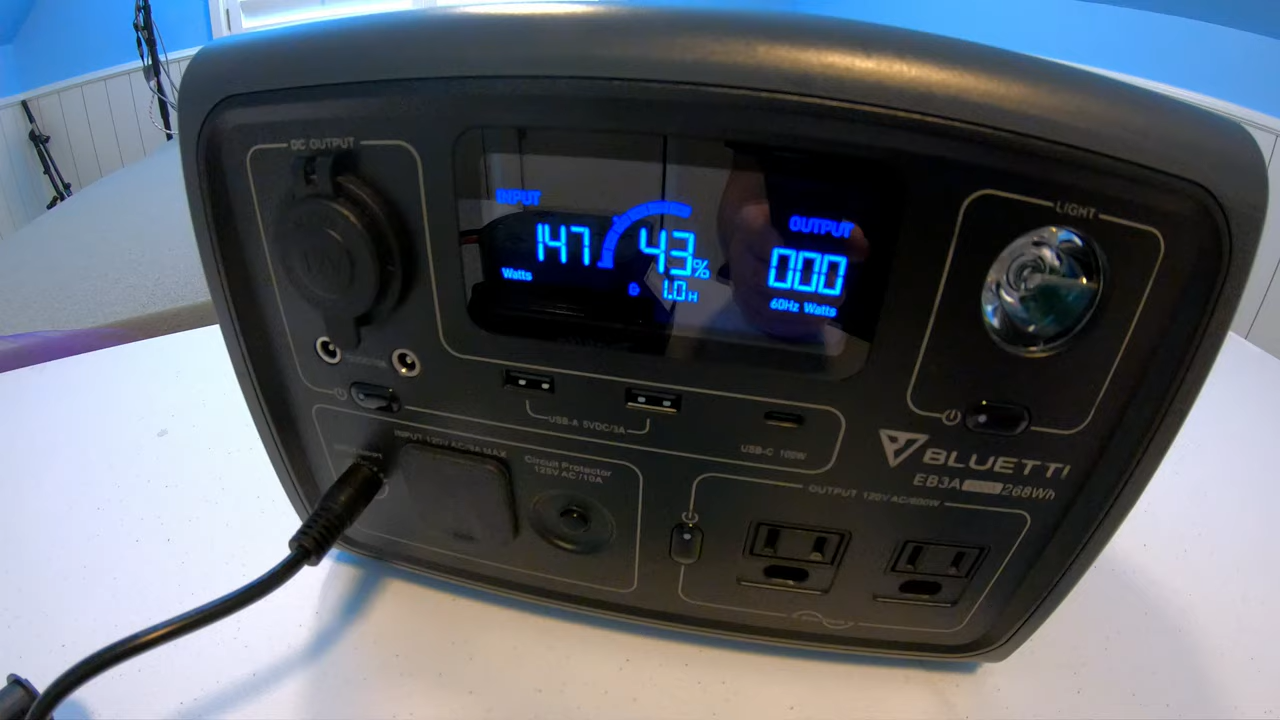 DC OUTPUT
INPUT
147
Watts
43%
1.0H
OUTPUT
000
60Hz Watts
LIGHT
USB-A 5VDC/3A
USB-C 100W
BLUETTI
EB3A 268Wh
INPUT 120V AC/9A MAX
Circuit Protector
125V AC /10A
OUTPUT 120V AC/600W